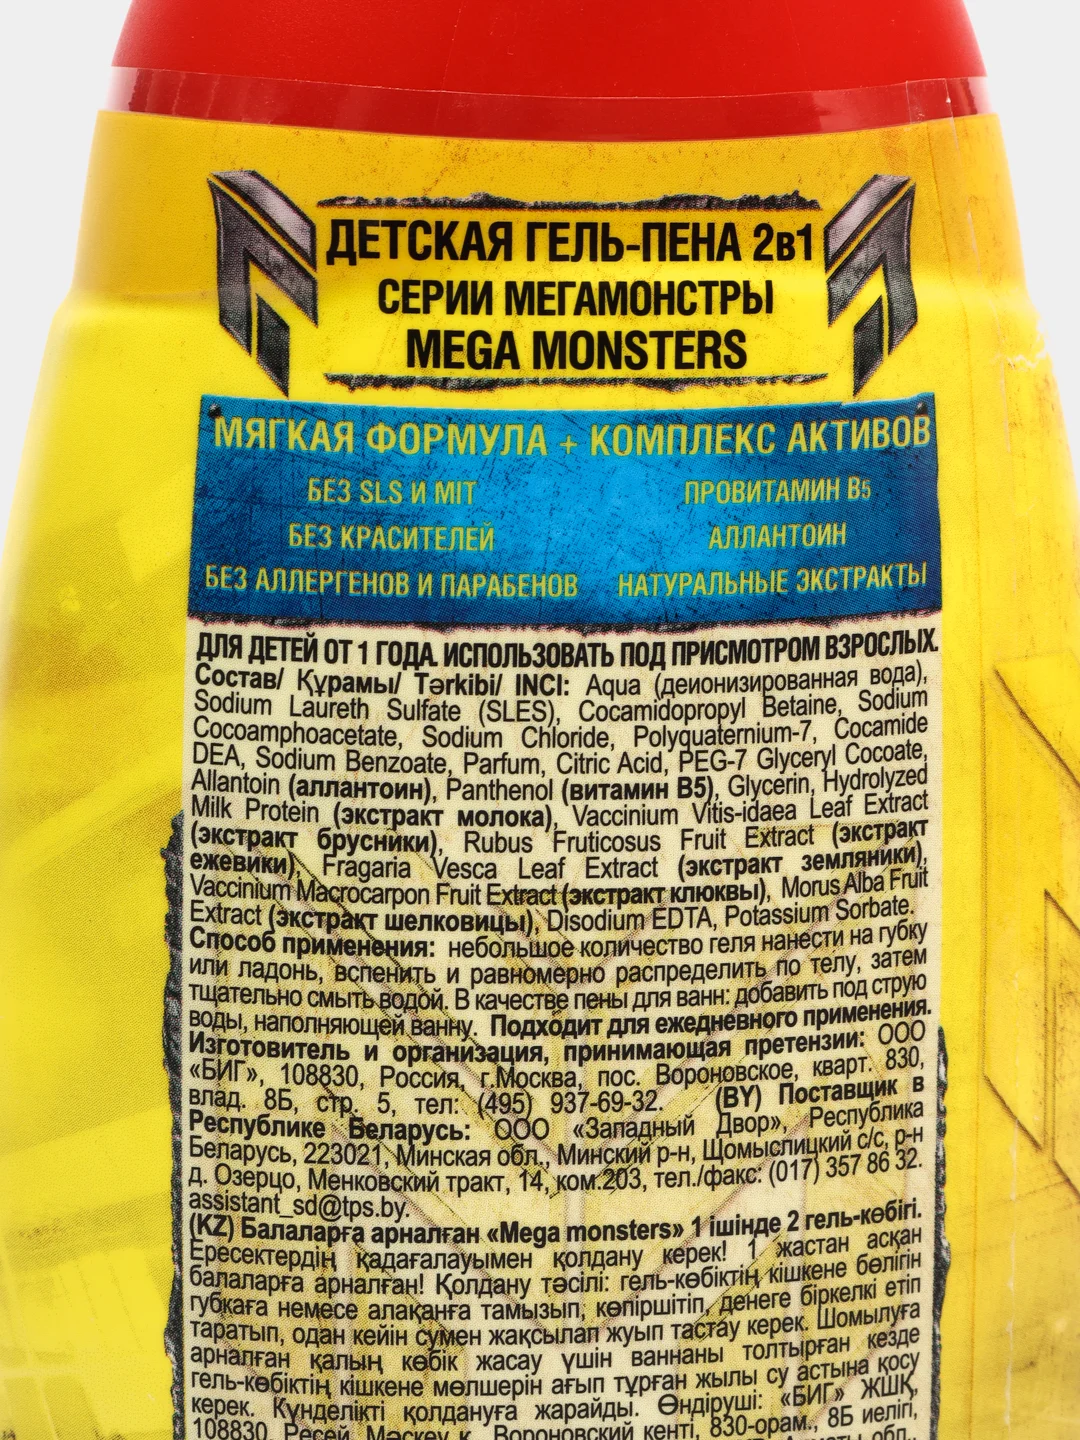 ДЕТСКАЯ ГЕЛЬ-ПЕНА 2в1
СЕРИИ МЕГАМОНСТРЫ
MEGA MONSTERS
МЯГКАЯ ФОРМУЛА + КОМПЛЕКС АКТИВОВ
БЕЗ SLS И MIT ПРОВИТАМИН B5
БЕЗ КРАСИТЕЛЕЙ АЛЛАНТОИН
БЕЗ АЛЛЕРГЕНОВ И ПАРАБЕНОВ НАТУРАЛЬНЫЕ ЭКСТРАКТЫ
ДЛЯ ДЕТЕЙ ОТ 1 ГОДА. ИСПОЛЬЗОВАТЬ ПОД ПРИСМОТРОМ ВЗРОСЛЫХ.
Состав/ Құрамы/ Tərkibi/ INCI: Aqua (деионизированная вода),
Sodium Laureth Sulfate (SLES), Cocamidopropyl Betaine, Sodium
Cocoamphoacetate, Sodium Chloride, Polyquaternium-7, Cocamide
DEA, Sodium Benzoate, Parfum, Citric Acid, PEG-7 Glyceryl Cocoate,
Allantoin (аллантоин), Panthenol (витамин B5), Glycerin, Hydrolyzed
Milk Protein (экстракт молока), Vaccinium Vitis-idaea Leaf Extract
(экстракт брусники), Rubus Fruticosus Fruit Extract (экстракт
ежевики), Fragaria Vesca Leaf Extract (экстракт земляники),
Vaccinium Macrocarpon Fruit Extract (экстракт клюквы), Morus Alba Fruit
Extract (экстракт шелковицы), Disodium EDTA, Potassium Sorbate.
Способ применения: небольшое количество геля нанести на губку
или ладонь, вспенить и равномерно распределить по телу, затем
тщательно смыть водой. В качестве пены для ванн: добавить под струю
воды, наполняющей ванну. Подходит для ежедневного применения.
Изготовитель и организация, принимающая претензии: ООО
«БИГ», 108830, Россия, г.Москва, пос. Вороновское, кварт. 830,
влад. 8Б, стр. 5, тел: (495) 937-69-32. (BY) Поставщик в
Республике Беларусь: ООО «Западный Двор», Республика
Беларусь, 223021, Минская обл., Минский р-н, Щомыслицкий с/с, р-н
д. Озерцо, Менковский тракт, 14, ком.203, тел./факс: (017) 357 86 32.
assistant_sd@tps.by.
(KZ) Балаларға арналған «Mega monsters» 1 ішінде 2 гель-көбігі.
Ересектердің қадағалауымен қолдану керек! 1 жастан асқан
балаларға арналған! Қолдану тәсілі: гель-көбіктің кішкене бөлігін
губкаға немесе алақанға тамызып, көпіршітіп, денеге біркелкі етіп
таратып, одан кейін сумен жақсылап жуып тастау керек. Шомылуға
арналған қалың көбік жасау үшін ваннаны толтырған кезде
гель-көбіктің кішкене мөлшерін ағып тұрған жылы су астына қосу
керек. Күнделікті қолдануға жарайды. Өндіруші: «БИГ» ЖШҚ,
108830, Ресей, Мәскеу қ., Вороновский кенті, 830-орам., 8Б иелігі,
обл.,